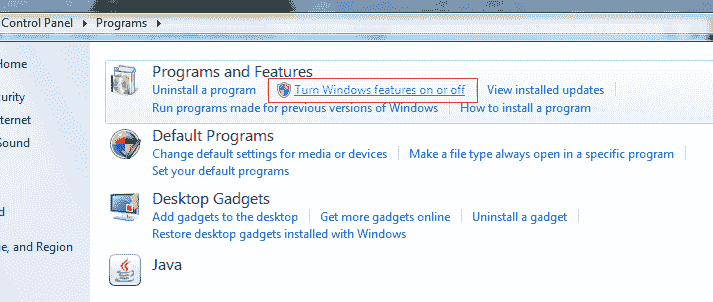 Control Panel Programs
Home
Programs and Features
Uninstall a program Turn Windows features on or off View installed updates
Run programs made for previous versions of Windows How to install a program
curity
ternet
Sound
Default Programs
Change default settings for media or devices Make a file type always open in a specific program
Set your default programs
Desktop Gadgets
Add gadgets to the desktop Get more gadgets online Uninstall a gadget
Restore desktop gadgets installed with Windows
d
e, and Region
Java